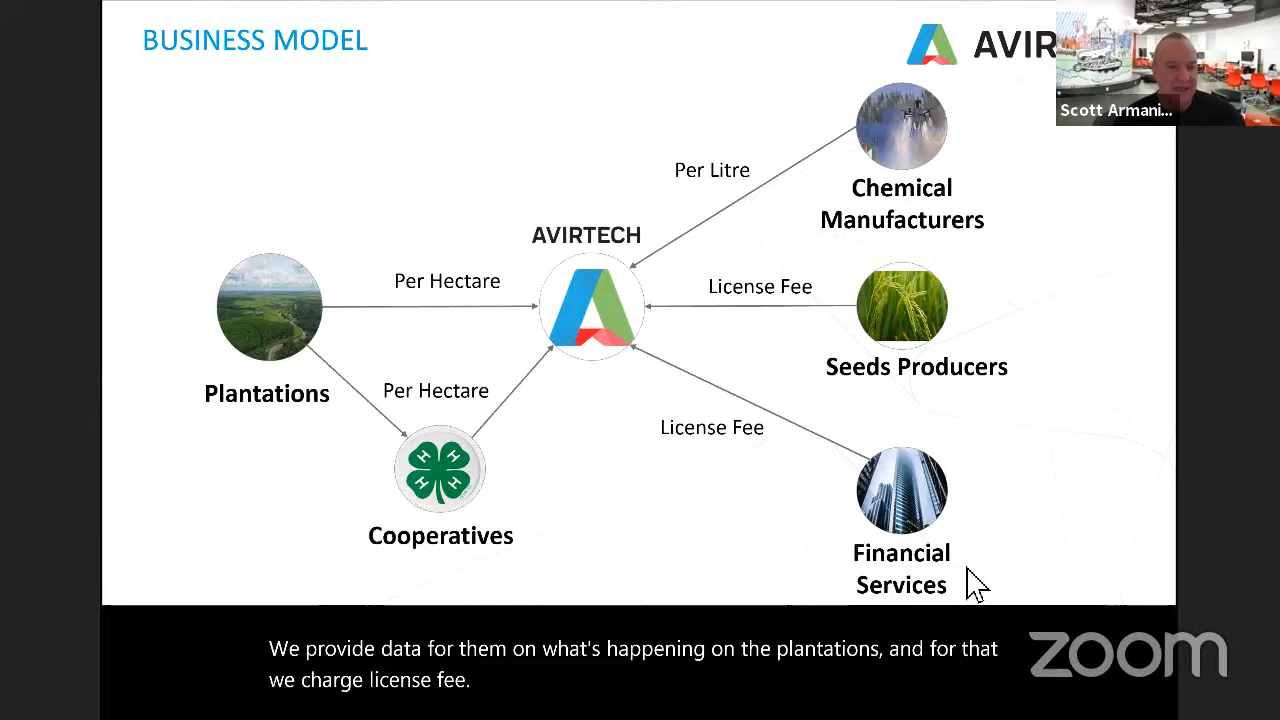 BUSINESS MODEL
AVIR
Scott Armani...
Per Litre
Chemical
Manufacturers
AVIRTECH
Per Hectare
License Fee
Seeds Producers
Plantations
Per Hectare
License Fee
H H
H H
Cooperatives
Financial
Services
We provide data for them on what's happening on the plantations, and for that
we charge license fee.
zoom